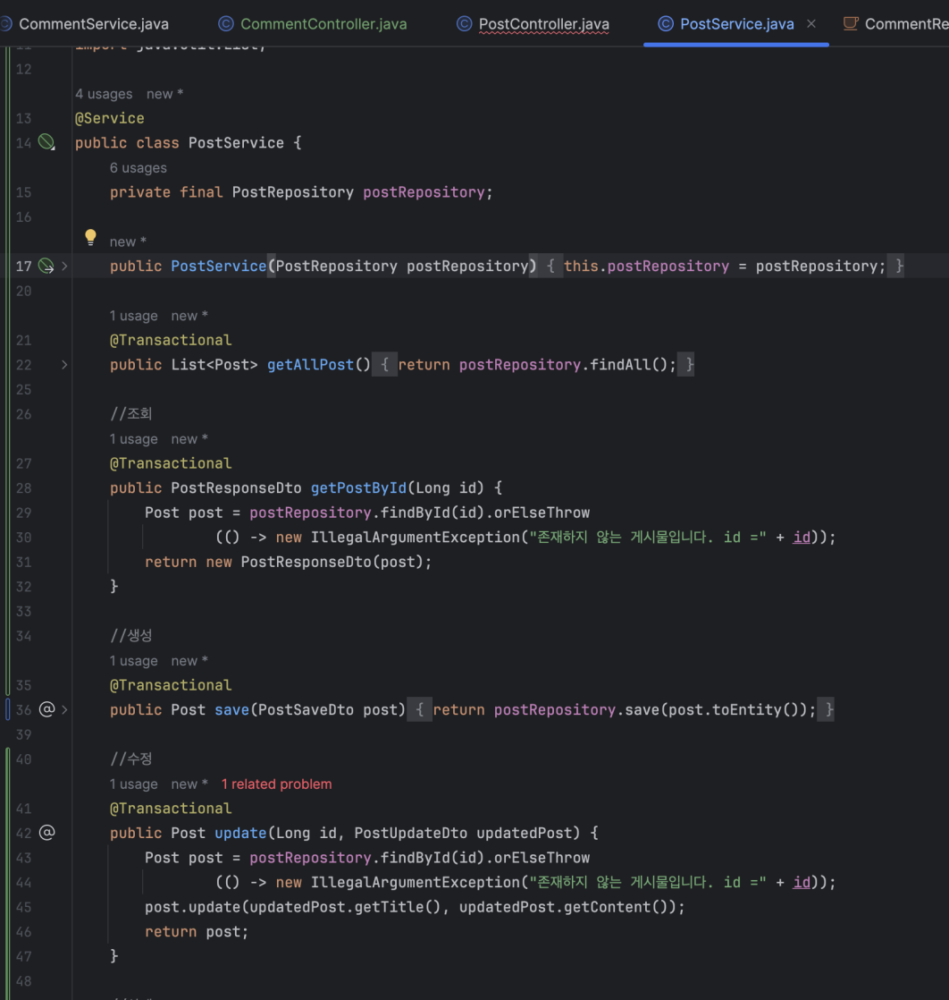 CommentService.java CommentController.java PostController.java PostService.java × CommentRe
11 import java.util.List;
12
4 usages new *
13 @Service
14 public class PostService {
6 usages
15 private final PostRepository postRepository;
16
new *
17 public PostService(PostRepository postRepository) { this.postRepository = postRepository; }
20
1 usage new *
21 @Transactional
22 public List<Post> getAllPost() { return postRepository.findAll(); }
25
26 //조회
1 usage new *
27 @Transactional
28 public PostResponseDto getPostById(Long id) {
29 Post post = postRepository.findById(id).orElseThrow
30 (() -> new IllegalArgumentException("존재하지 않는 게시물입니다. id =" + id));
31 return new PostResponseDto(post);
32 }
33
34 //생성
1 usage new *
35 @Transactional
36 public Post save(PostSaveDto post) { return postRepository.save(post.toEntity()); }
39
40 //수정
1 usage new * 1 related problem
41 @Transactional
42 public Post update(Long id, PostUpdateDto updatedPost) {
43 Post post = postRepository.findById(id).orElseThrow
44 (() -> new IllegalArgumentException("존재하지 않는 게시물입니다. id =" + id));
45 post.update(updatedPost.getTitle(), updatedPost.getContent());
46 return post;
47 }
48